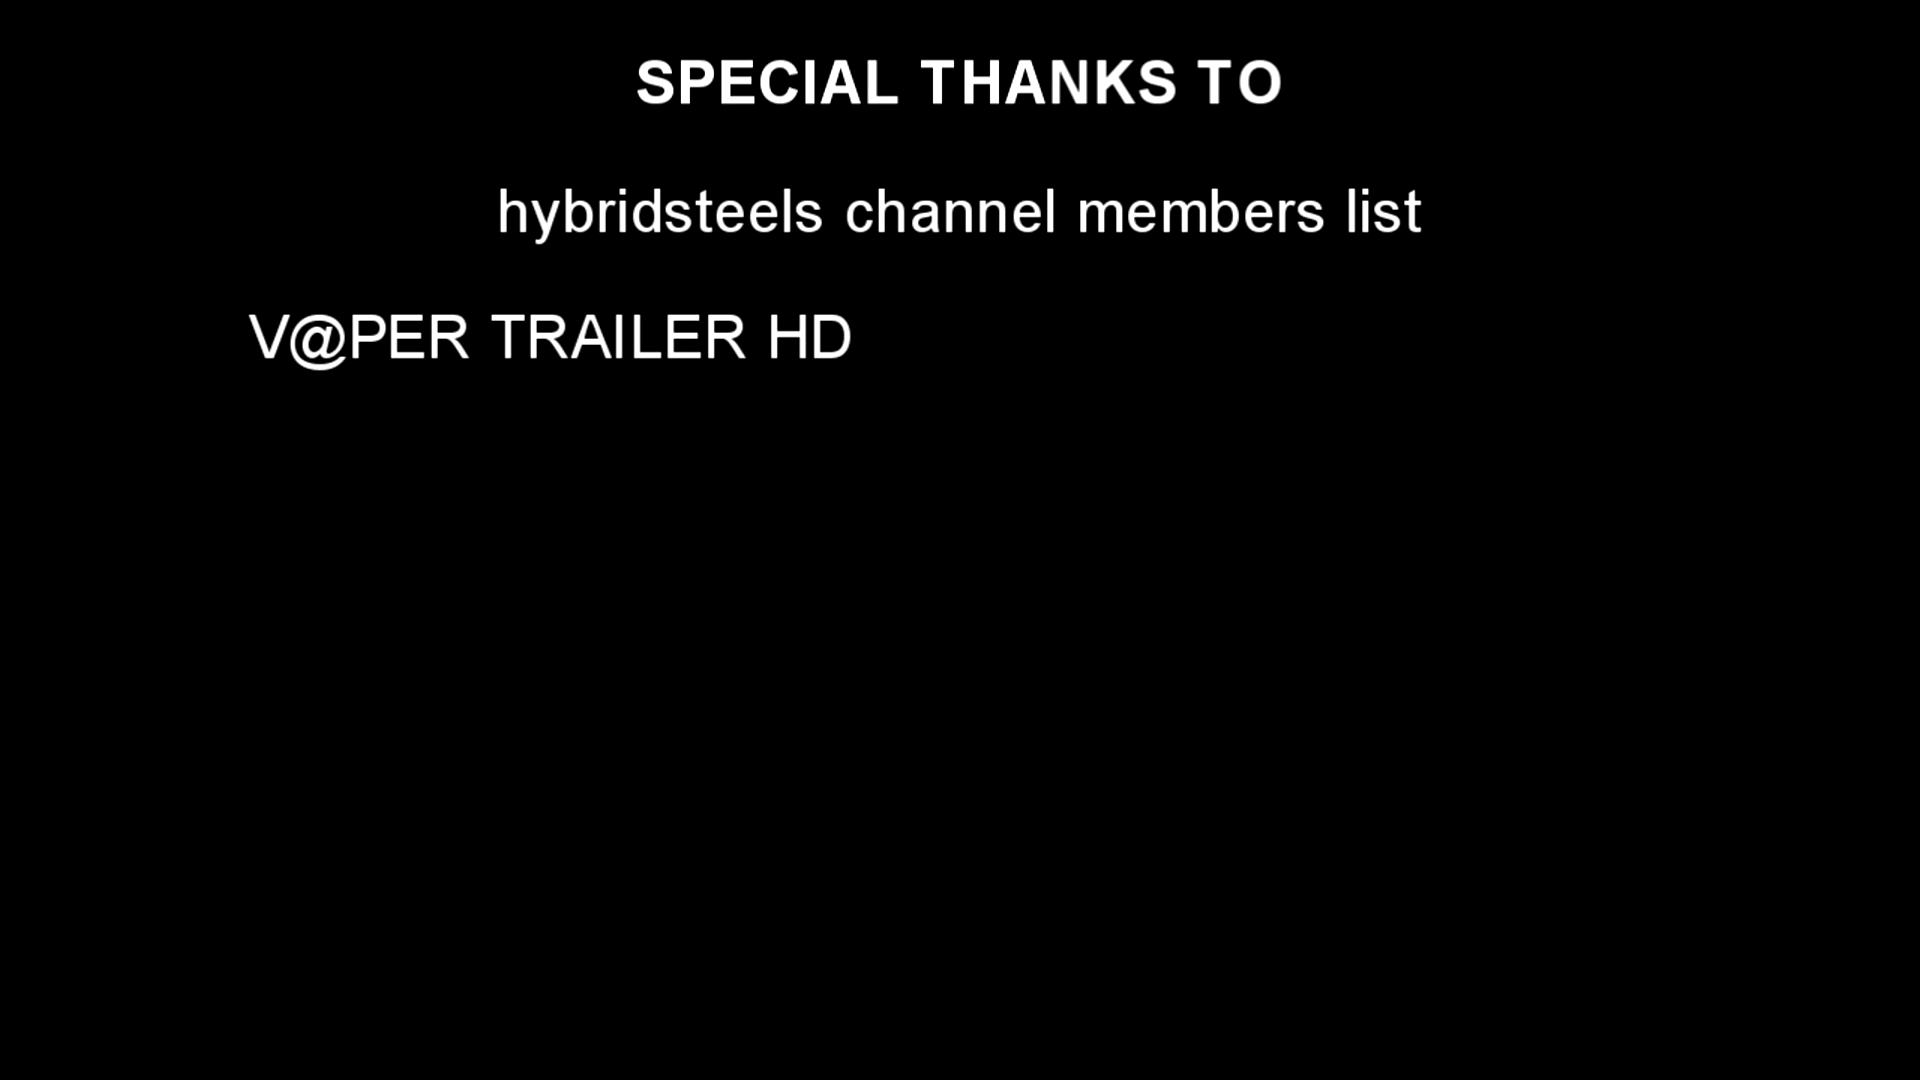 SPECIAL THANKS TO
hybridsteels channel members list
V@PER TRAILER HD